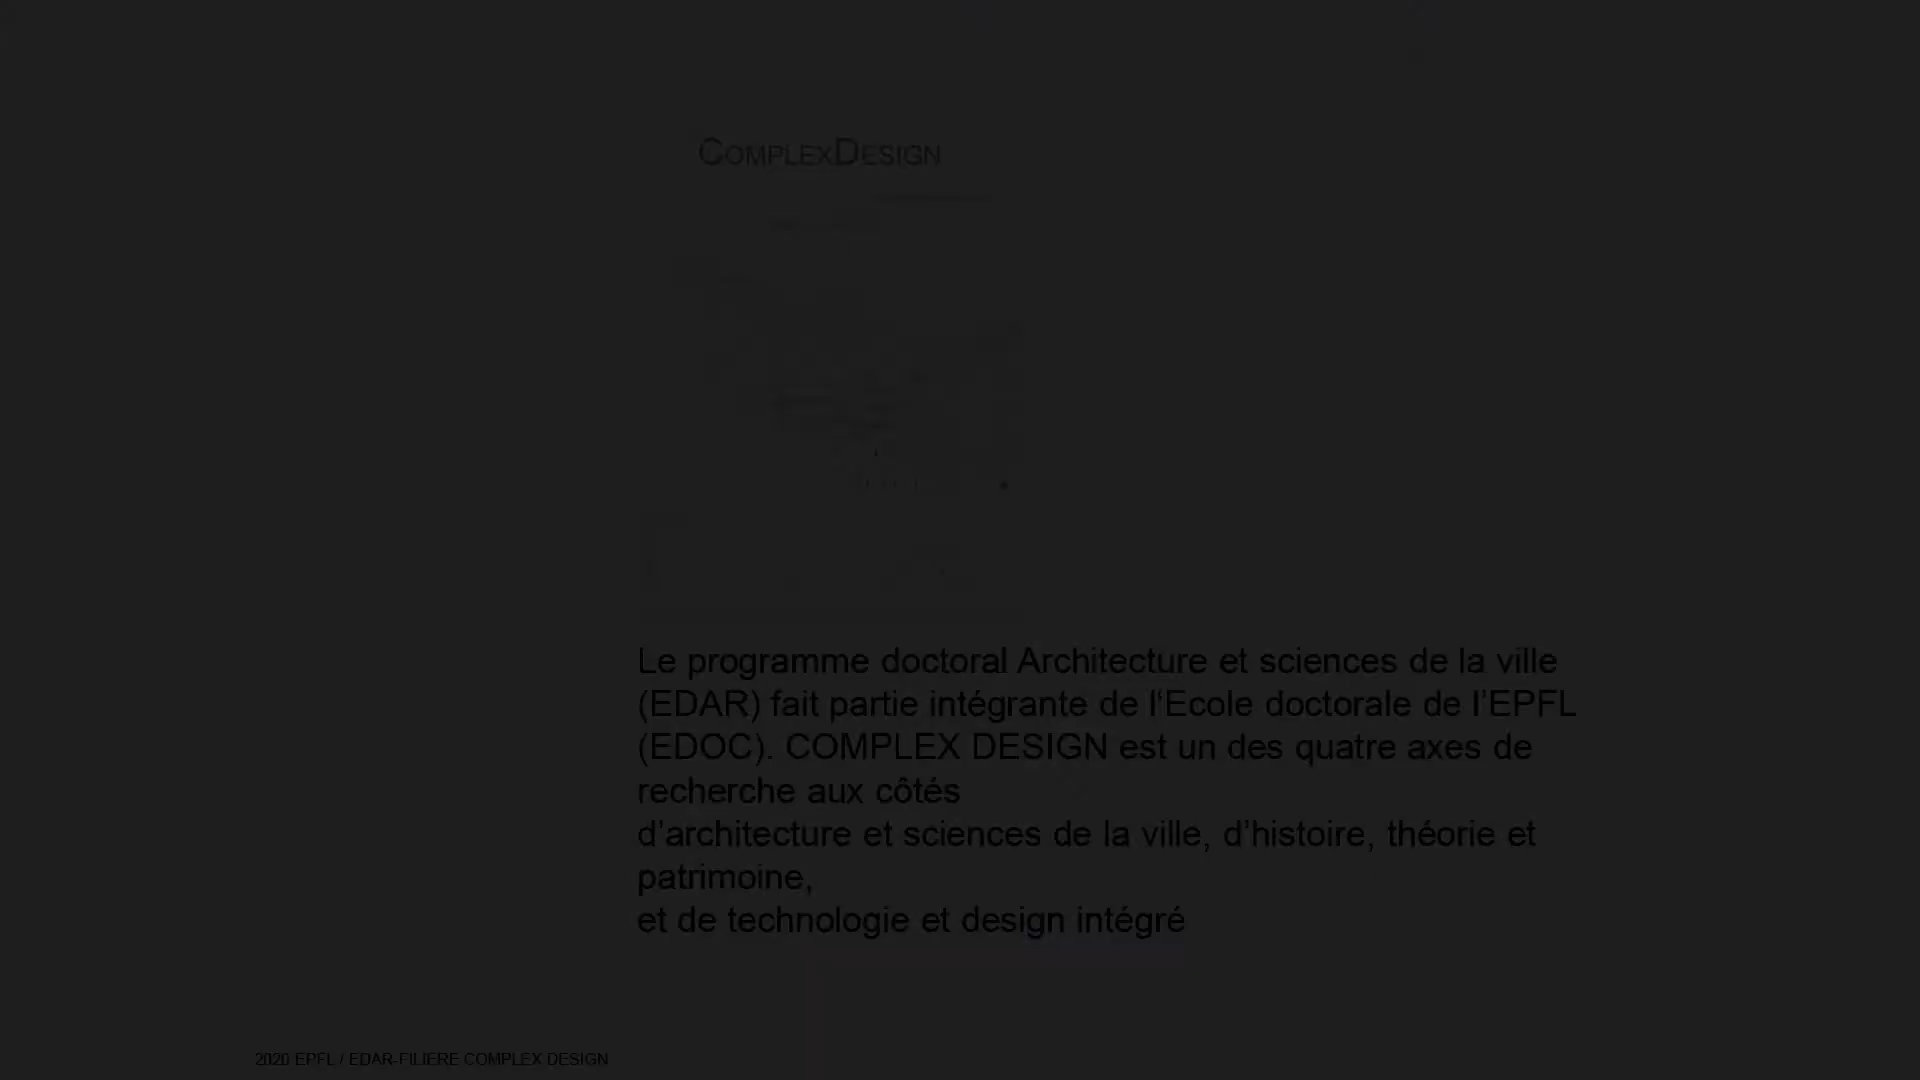 COMPLEXDESIGN
Le programme doctoral Architecture et sciences de la ville
(EDAR) fait partie intégrante de l‘Ecole doctorale de l’EPFL
(EDOC). COMPLEX DESIGN est un des quatre axes de
recherche aux côtés
d’architecture et sciences de la ville, d’histoire, théorie et
patrimoine,
et de technologie et design intégré
2020 EPFL / EDAR-FILIERE COMPLEX DESIGN